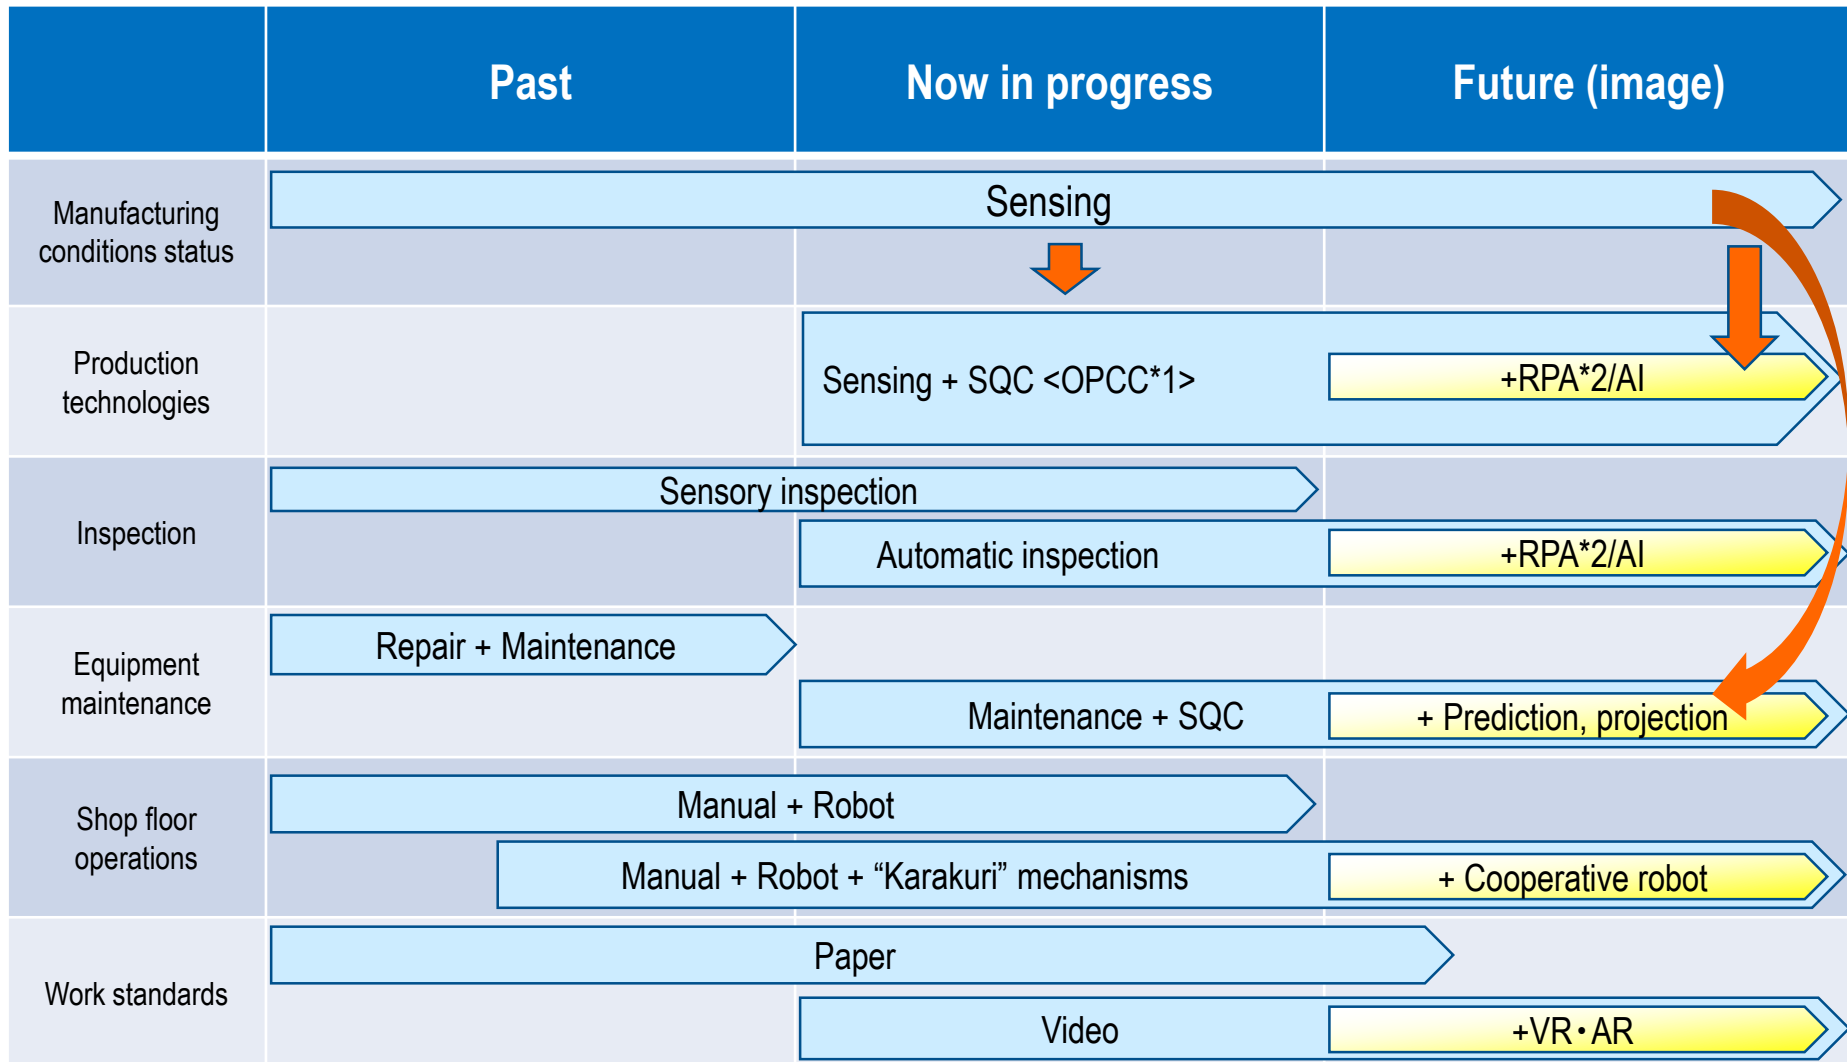 Past
Now in progress
Future (image)
Manufacturing
conditions status
Sensing
Production
technologies
Sensing + SQC <OPCC*1>
+RPA*2/AI
Inspection
Sensory inspection
Automatic inspection
+RPA*2/AI
Equipment
maintenance
Repair + Maintenance
Maintenance + SQC
+ Prediction, projection
Shop floor
operations
Manual + Robot
Manual + Robot + “Karakuri” mechanisms
+ Cooperative robot
Work standards
Paper
Video
+VR・AR